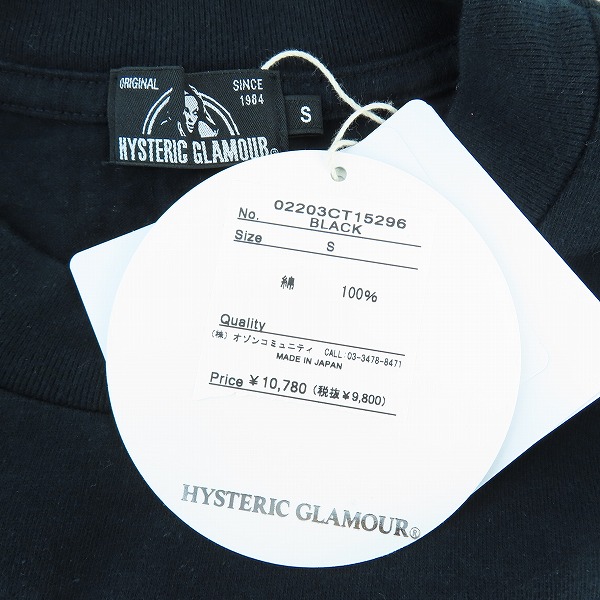 ORIGINAL SINCE
1984
HYSTERIC GLAMOUR®
S
No. 02203CT15296
BLACK
Size S
綿 100%
Quality
(株) オゾンコミュニティ CALL:03-3478-8471
MADE IN JAPAN
Price ¥10,780 (税抜¥9,800)
HYSTERIC GLAMOUR®